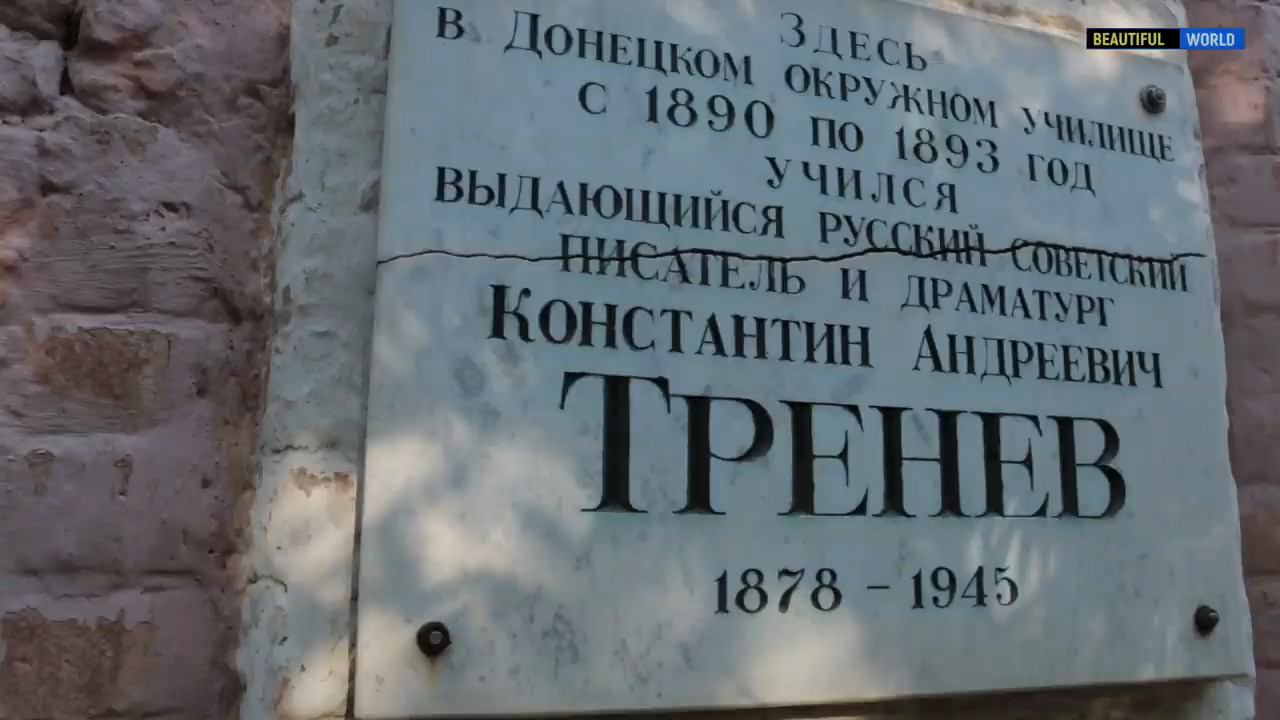 BEAUTIFUL WORLD
Здесь
в Донецком окружном училище
с 1890 по 1893 год
учился
выдающийся русский советский
писатель и драматург
Константин Андреевич
Тренев
1878 – 1945